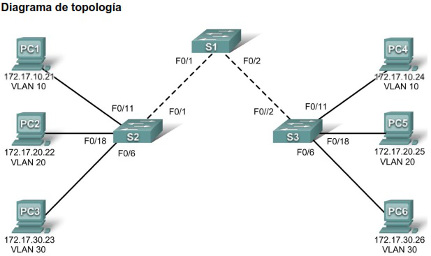 Diagrama de topología
S1
F0/1
F0/2
PC1
172.17.10.21
VLAN 10
F0/11
F0/1
PC2
172.17.20.22
VLAN 20
F0/18
S2
F0/6
PC3
172.17.30.23
VLAN 30
PC4
172.17.10.24
VLAN 10
F0//2
F0/11
S3
F0/18
PC5
172.17.20.25
VLAN 20
F0/6
PC6
172.17.30.26
VLAN 30